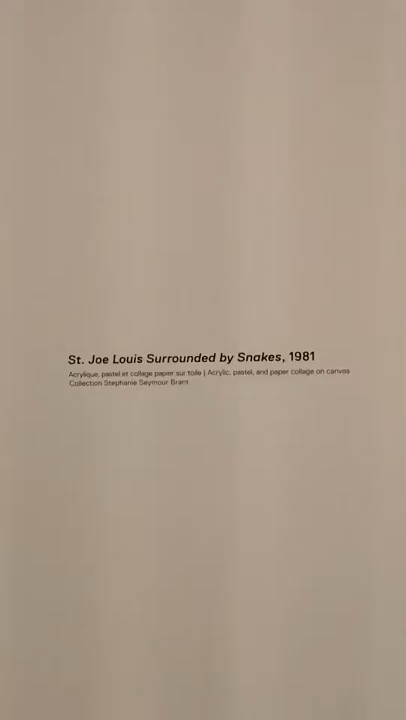 St. Joe Louis Surrounded by Snakes, 1981
Acrylique, pastel et collage papier sur toile | Acrylic, pastel, and paper collage on canvas
Collection Stephanie Seymour Brant